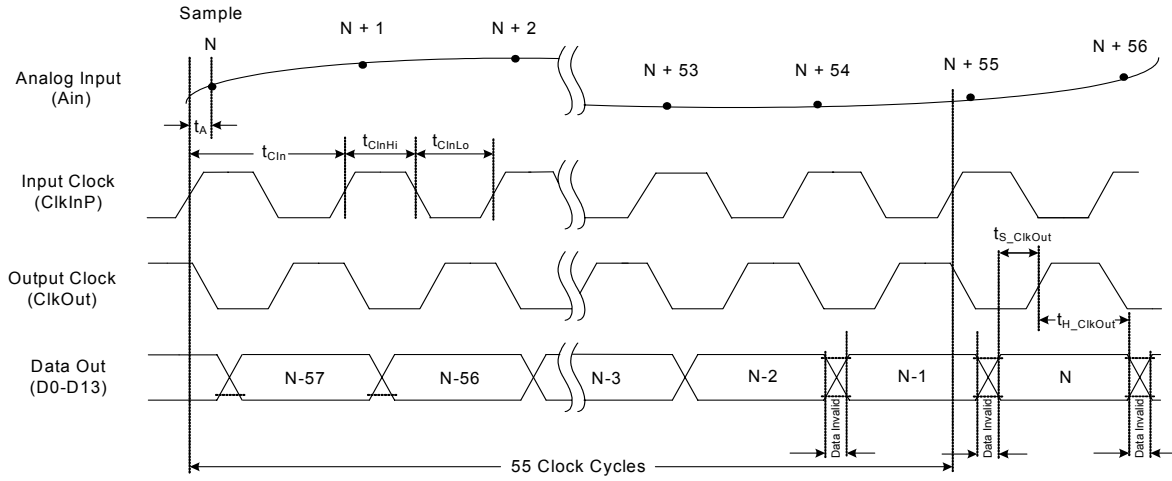 Sample
N
N + 1
N + 2
N + 53
N + 54
N + 55
N + 56
Analog Input
(Ain)
tA
tCIn
tCInHi
tCInLo
Input Clock
(ClkInP)
tS_ClkOut
Output Clock
(ClkOut)
tH_ClkOut
Data Out
(D0-D13)
N-57
N-56
N-3
N-2
N-1
N
Data Invalid
Data Invalid
Data Invalid
55 Clock Cycles